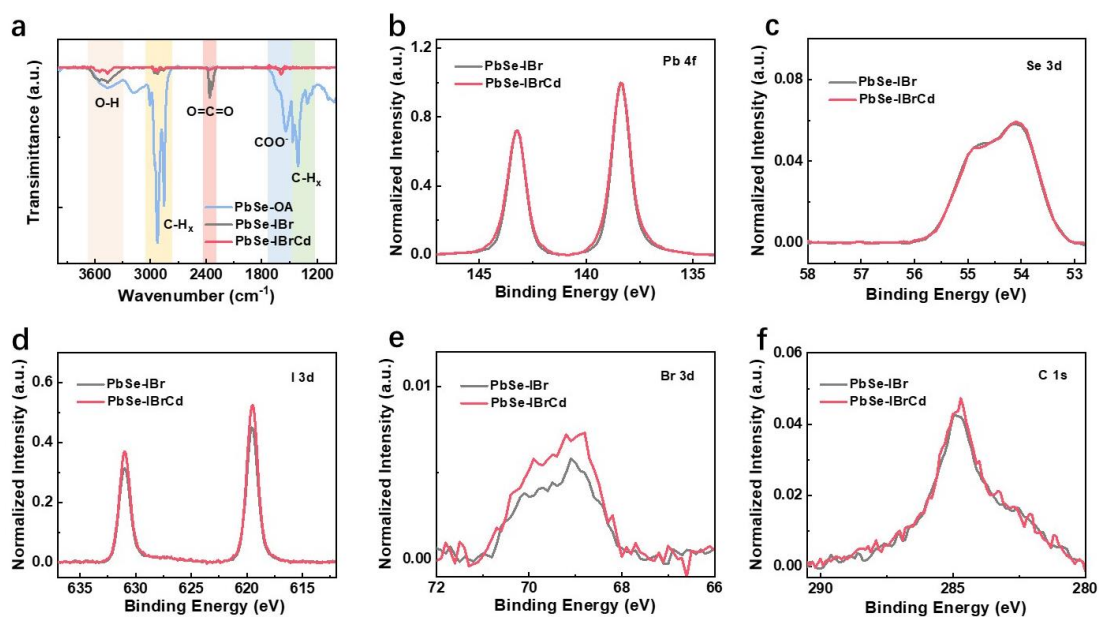 a
Transimittance (a.u.)
O-H
C-Hx
O=C=O
COO-
C-Hx
PbSe-OA
PbSe-IBr
PbSe-IBrCd
3600 3000 2400 1800 1200
Wavenumber (cm-1)
b
Normalized Intensity (a.u.)
1.2
0.8
0.4
0.0
Pb 4f
PbSe-IBr
PbSe-IBrCd
145 140 135
Binding Energy (eV)
c
Normalized Intensity (a.u.)
0.08
0.04
0.00
Se 3d
PbSe-IBr
PbSe-IBrCd
58 57 56 55 54 53
Binding Energy (eV)
d
Normalized Intensity (a.u.)
0.6
0.4
0.2
0.0
I 3d
PbSe-IBr
PbSe-IBrCd
635 630 625 620 615
Binding Energy (eV)
e
Normalized Intensity (a.u.)
0.01
0.00
Br 3d
PbSe-IBr
PbSe-IBrCd
72 70 68 66
Binding Energy (eV)
f
Normalized Intensity (a.u.)
0.06
0.04
0.02
0.00
C 1s
PbSe-IBr
PbSe-IBrCd
290 285 280
Binding Energy (eV)